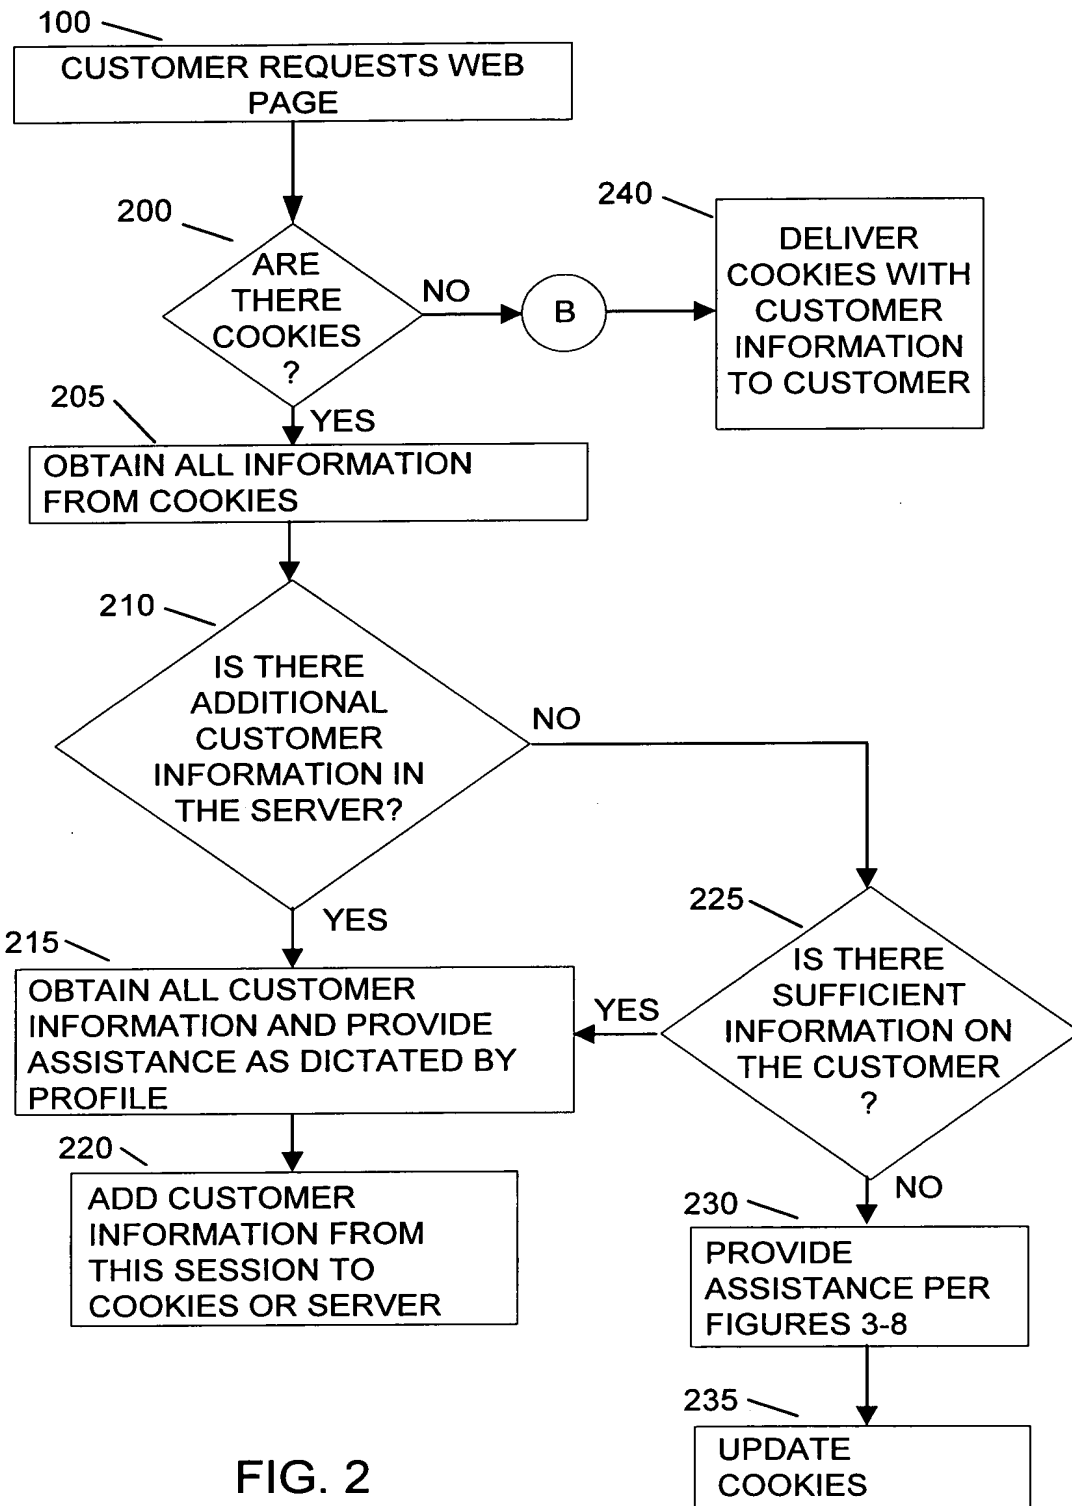 100
CUSTOMER REQUESTS WEB
PAGE
200
ARE
THERE
COOKIES
?
NO
B
240
DELIVER
COOKIES WITH
CUSTOMER
INFORMATION
TO CUSTOMER
YES
205
OBTAIN ALL INFORMATION
FROM COOKIES
210
IS THERE
ADDITIONAL
CUSTOMER
INFORMATION IN
THE SERVER?
NO
YES
215
OBTAIN ALL CUSTOMER
INFORMATION AND PROVIDE
ASSISTANCE AS DICTATED BY
PROFILE
225
IS THERE
SUFFICIENT
INFORMATION ON
THE CUSTOMER
?
YES
NO
220
ADD CUSTOMER
INFORMATION FROM
THIS SESSION TO
COOKIES OR SERVER
230
PROVIDE
ASSISTANCE PER
FIGURES 3-8
235
UPDATE
COOKIES
FIG. 2